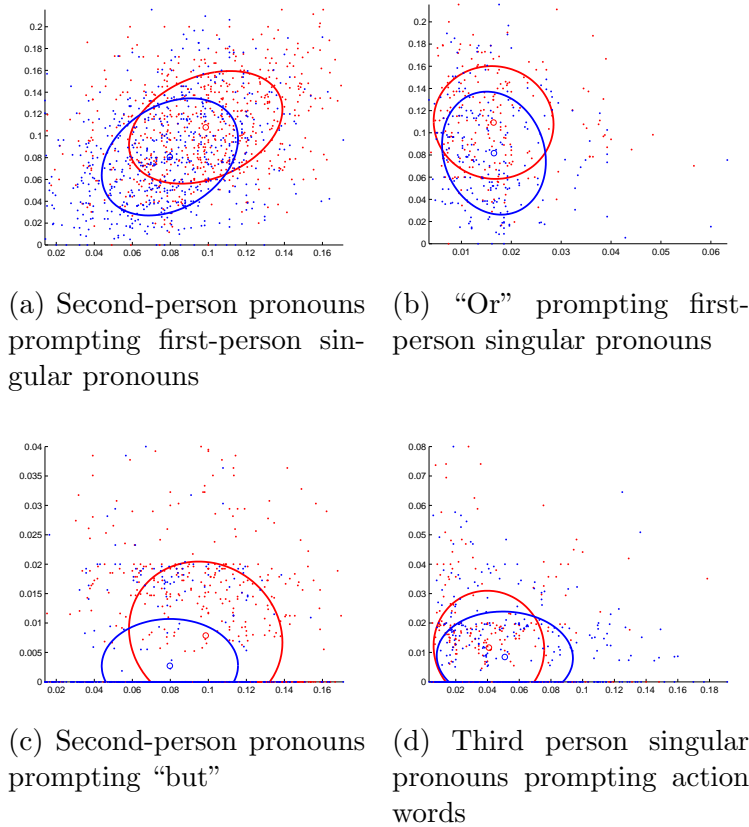 0.2
0.18
0.16
0.14
0.12
0.1
0.08
0.06
0.04
0.02
0
0.02 0.04 0.06 0.08 0.1 0.12 0.14 0.16
0.2
0.18
0.16
0.14
0.12
0.1
0.08
0.06
0.04
0.02
0
0.01 0.02 0.03 0.04 0.05 0.06
(a) Second-person pronouns
prompting first-person sin-
gular pronouns
(b) “Or” prompting first-
person singular pronouns
0.04
0.035
0.03
0.025
0.02
0.015
0.01
0.005
0
0.02 0.04 0.06 0.08 0.1 0.12 0.14 0.16
0.08
0.07
0.06
0.05
0.04
0.03
0.02
0.01
0
0.02 0.04 0.06 0.08 0.1 0.12 0.14 0.16 0.18
(c) Second-person pronouns
prompting “but”
(d) Third person singular
pronouns prompting action
words